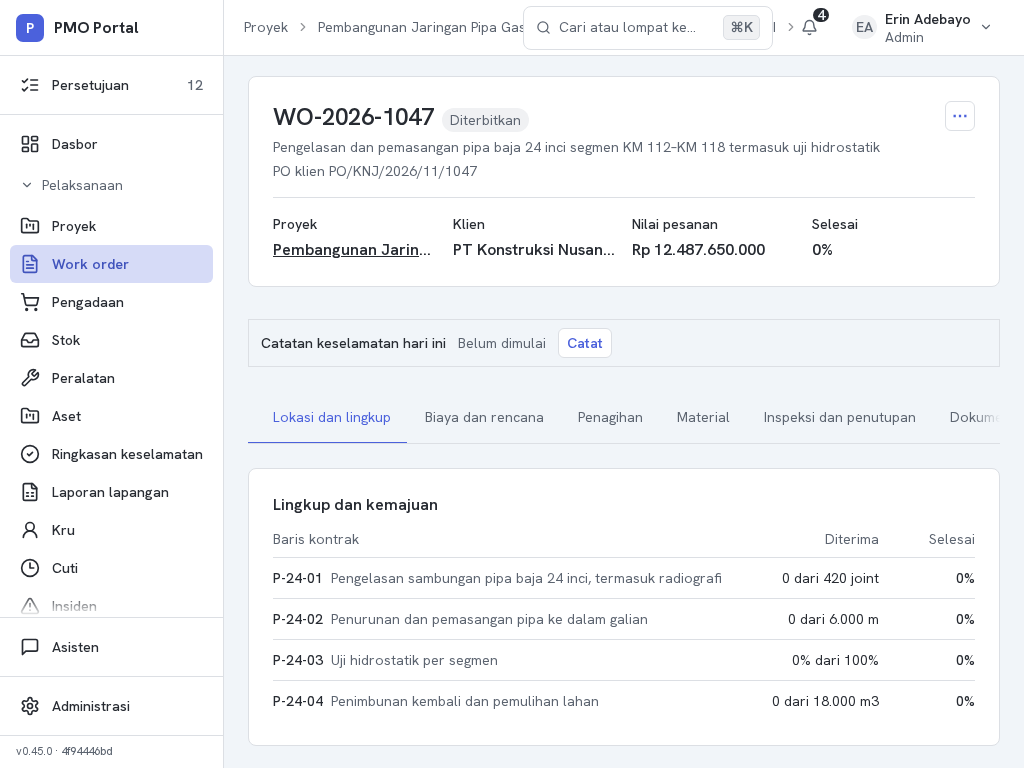 P PMO Portal
Proyek
Pembangunan Jaringan Pipa Gas
Cari atau lompat ke...
⌘K
4
EA
Erin Adebayo
Admin
Persetujuan 12
Dasbor
Pelaksanaan
Proyek
Work order
Pengadaan
Stok
Peralatan
Aset
Ringkasan keselamatan
Laporan lapangan
Kru
Cuti
Insiden
Asisten
Administrasi
v0.45.0 · 4f94446bd
WO-2026-1047 Diterbitkan
Pengelasan dan pemasangan pipa baja 24 inci segmen KM 112–KM 118 termasuk uji hidrostatik
PO klien PO/KNJ/2026/11/1047
Proyek Klien Nilai pesanan Selesai
Pembangunan Jarin... PT Konstruksi Nusan... Rp 12.487.650.000 0%
Catatan keselamatan hari ini Belum dimulai Catat
Lokasi dan lingkup Biaya dan rencana Penagihan Material Inspeksi dan penutupan Dokum
Lingkup dan kemajuan
Baris kontrak Diterima Selesai
P-24-01 Pengelasan sambungan pipa baja 24 inci, termasuk radiografi 0 dari 420 joint 0%
P-24-02 Penurunan dan pemasangan pipa ke dalam galian 0 dari 6.000 m 0%
P-24-03 Uji hidrostatik per segmen 0% dari 100% 0%
P-24-04 Penimbunan kembali dan pemulihan lahan 0 dari 18.000 m3 0%